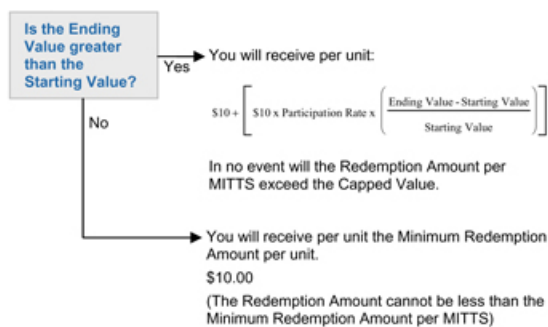 Is the Ending
Value greater
than the
Starting Value?
Yes
You will receive per unit:
$10 + [ $10 x Participation Rate x ( Ending Value - Starting Value
Starting Value ) ]
In no event will the Redemption Amount per
MITTS exceed the Capped Value.
No
You will receive per unit the Minimum Redemption
Amount per unit.
$10.00
(The Redemption Amount cannot be less than the
Minimum Redemption Amount per MITTS)